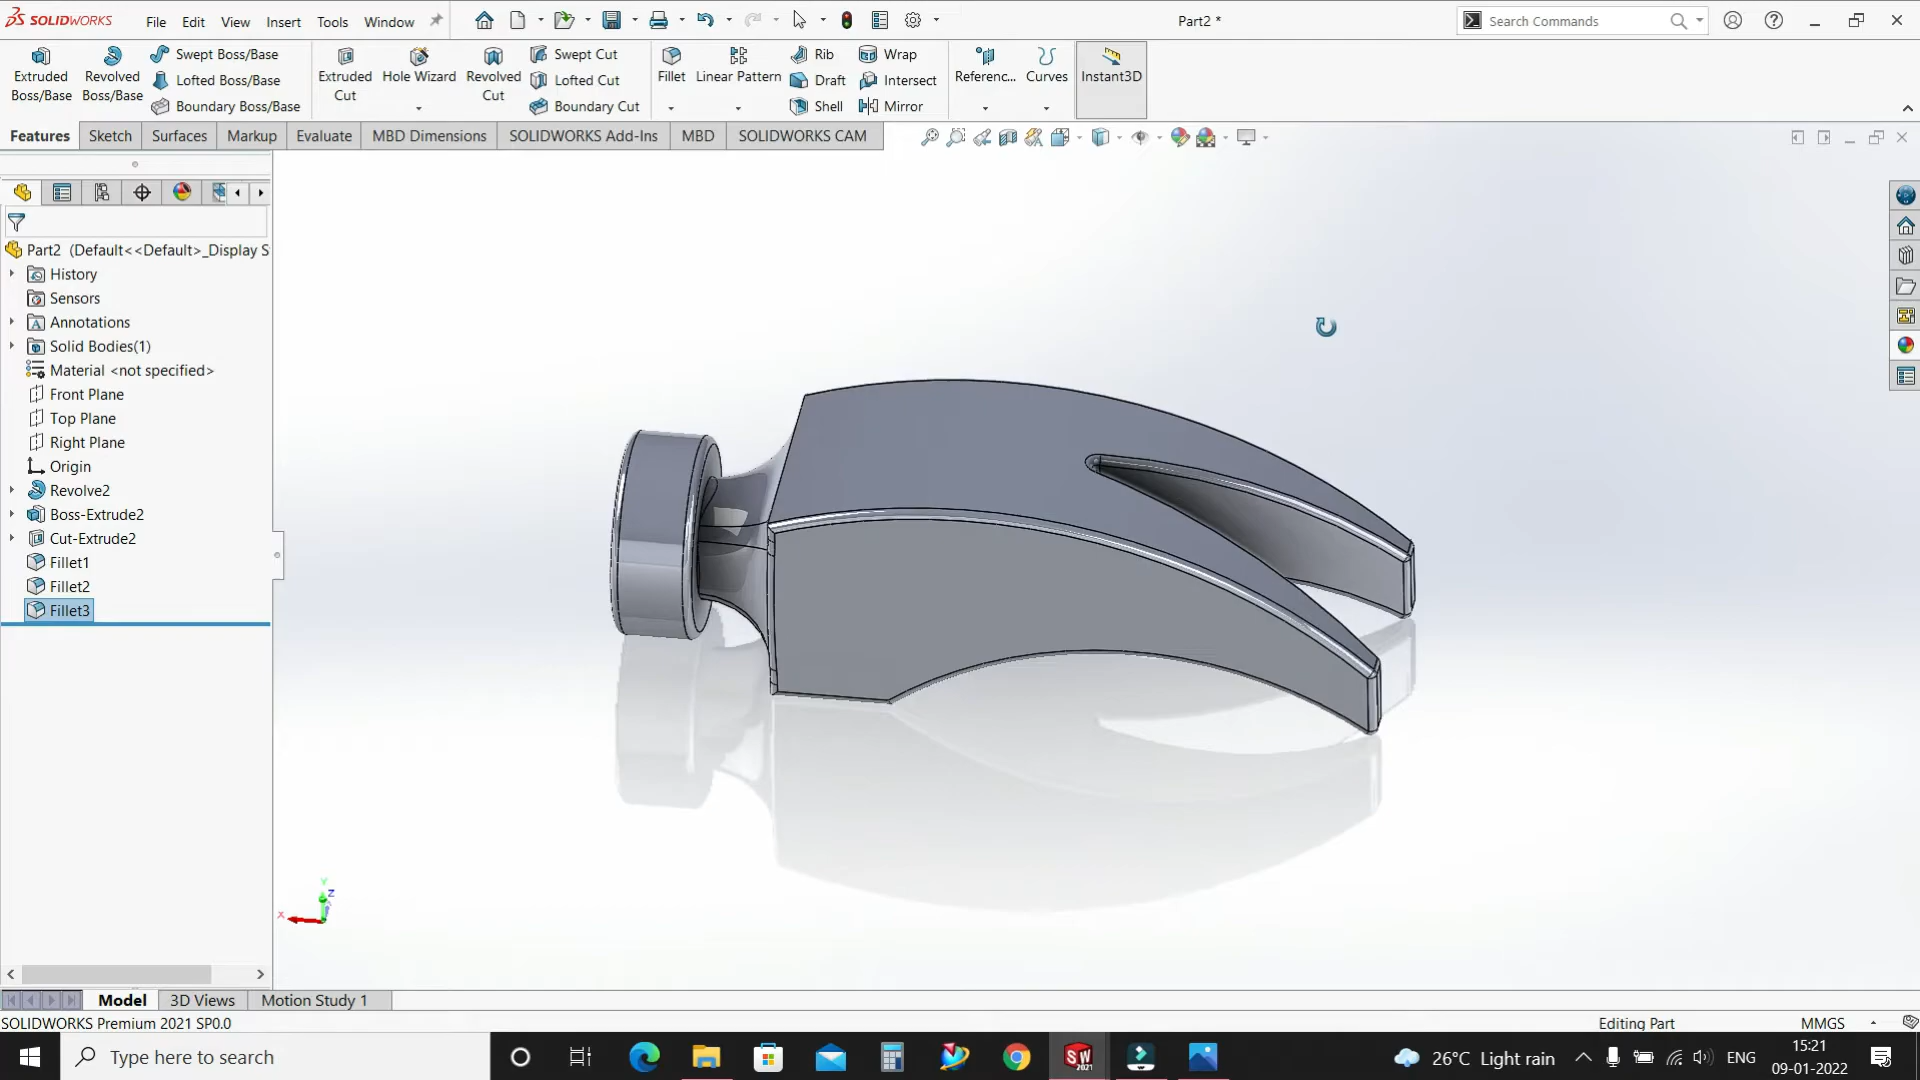 SOLIDWORKS File Edit View Insert Tools Window Part2 * Search Commands
Extruded Boss/Base
Revolved Boss/Base
Swept Boss/Base
Lofted Boss/Base
Boundary Boss/Base
Extruded Cut
Hole Wizard
Revolved Cut
Swept Cut
Lofted Cut
Boundary Cut
Fillet
Linear Pattern
Rib
Draft
Shell
Wrap
Intersect
Mirror
Referenc...
Curves
Instant3D
Features Sketch Surfaces Markup Evaluate MBD Dimensions SOLIDWORKS Add-Ins MBD SOLIDWORKS CAM
Part2 (Default<<Default>_Display S
History
Sensors
Annotations
Solid Bodies(1)
Material <not specified>
Front Plane
Top Plane
Right Plane
Origin
Revolve2
Boss-Extrude2
Cut-Extrude2
Fillet1
Fillet2
Fillet3
Y
Z
X
Model 3D Views Motion Study 1
SOLIDWORKS Premium 2021 SP0.0 Editing Part MMGS
Type here to search SW 2021 26°C Light rain ENG 15:21
09-01-2022